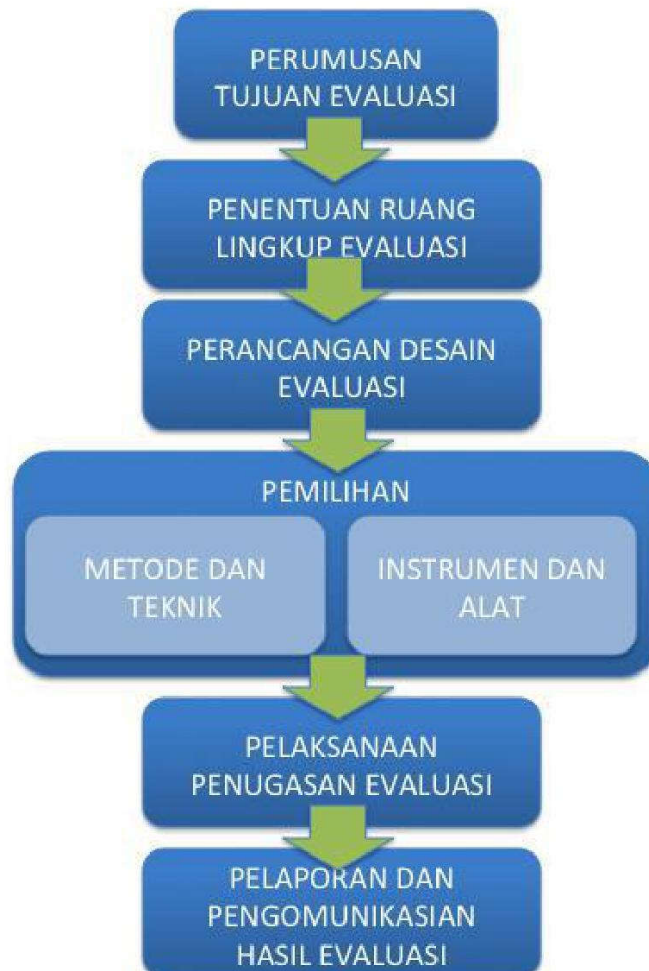 PERUMUSAN
TUJUAN EVALUASI
PENENTUAN RUANG
LINGKUP EVALUASI
PERANCANGAN DESAIN
EVALUASI
PEMILIHAN
METODE DAN
TEKNIK
INSTRUMEN DAN
ALAT
PELAKSANAAN
PENUGASAN EVALUASI
PELAPORAN DAN
PENGOMUNIKASIAN
HASIL EVALUASI